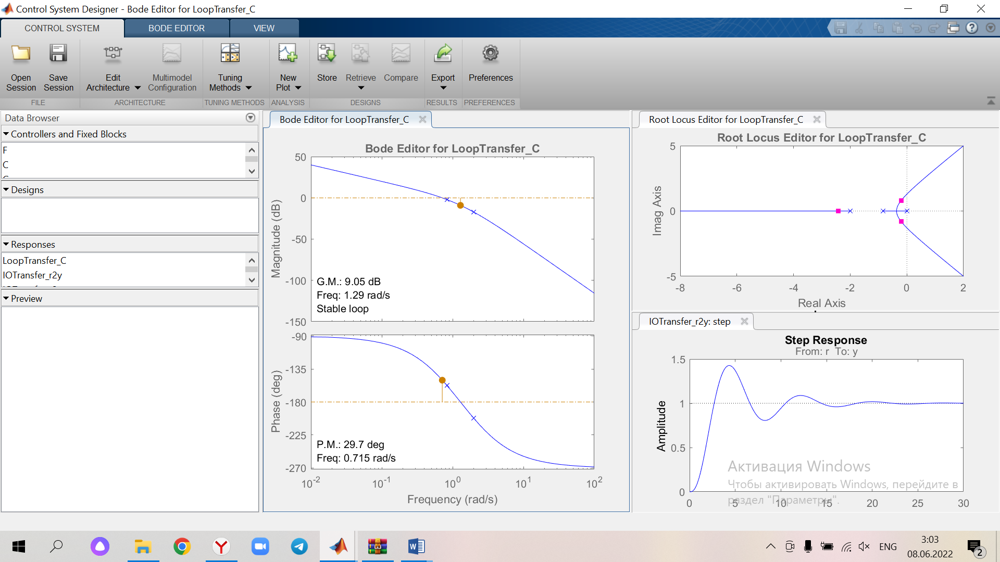 Control System Designer - Bode Editor for LoopTransfer_C
CONTROL SYSTEM
BODE EDITOR
VIEW
Open Session
Save Session
Edit Architecture
Multimodel Configuration
Tuning Methods
New Plot
Store
Retrieve
Compare
Export
Preferences
FILE
ARCHITECTURE
TUNING METHODS
ANALYSIS
DESIGNS
RESULTS
PREFERENCES
Data Browser
Controllers and Fixed Blocks
F
C
Designs
Responses
LoopTransfer_C
IOTransfer_r2y
Preview
Bode Editor for LoopTransfer_C
Bode Editor for LoopTransfer_C
Magnitude (dB)
50
0
-50
-100
-150
G.M.: 9.05 dB
Freq: 1.29 rad/s
Stable loop
Phase (deg)
-90
-135
-180
-225
-270
P.M.: 29.7 deg
Freq: 0.715 rad/s
10-2
10-1
100
101
102
Frequency (rad/s)
Root Locus Editor for LoopTransfer_C
Root Locus Editor for LoopTransfer_C
Imag Axis
5
0
-5
-8
-6
-4
-2
0
2
Real Axis
IOTransfer_r2y: step
Step Response
From: r To: y
Amplitude
1.5
1
0.5
0
0
5
10
15
20
25
30
Активация Windows
Чтобы активировать Windows, перейдите в
раздел "Параметры".
ENG
3:03
08.06.2022
2